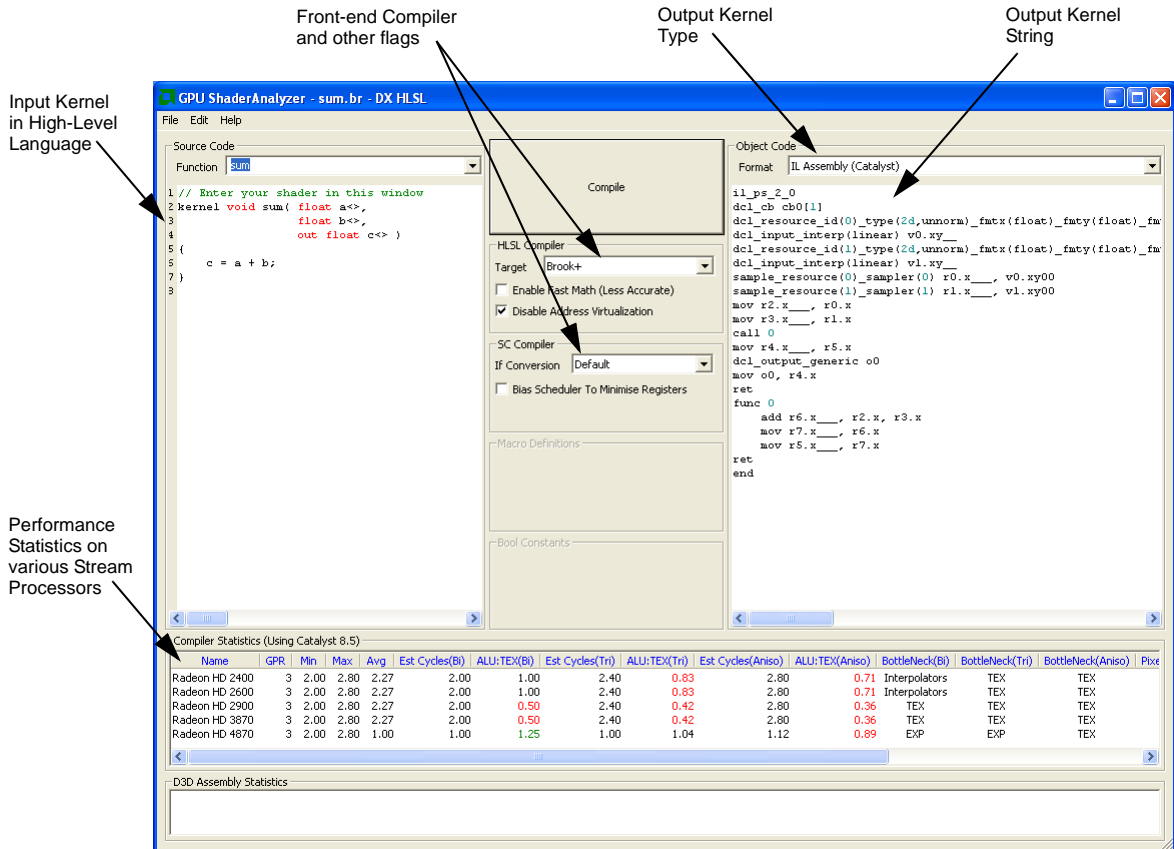 Front-end Compiler
and other flags
Output Kernel
Type
Output Kernel
String
Input Kernel
in High-Level
Language
GPU ShaderAnalyzer - sum.br - DX HLSL
File Edit Help
Source Code
Function sum
1 // Enter your shader in this window
2 kernel void sum( float a<>,
3 float b<>,
4 out float c<> )
5 {
6 c = a + b;
7 }
8
Compile
HLSL Compiler
Target Brook+
Enable Fast Math (Less Accurate)
Disable Address Virtualization
SC Compiler
If Conversion Default
Bias Scheduler To Minimise Registers
Macro Definitions
Bool Constants
Object Code
Format IL Assembly (Catalyst)
il_ps_2_0
dcl_cb cb0[1]
dcl_resource_id(0)_type(2d,unnorm)_fmtx(float)_fmty(float)_fm
dcl_input_interp(linear) v0.xy__
dcl_resource_id(1)_type(2d,unnorm)_fmtx(float)_fmty(float)_fm
dcl_input_interp(linear) v1.xy__
sample_resource(0)_sampler(0) r0.x___, v0.xy00
sample_resource(1)_sampler(1) r1.x___, v1.xy00
mov r2.x___, r0.x
mov r3.x___, r1.x
call 0
mov r4.x___, r5.x
dcl_output_generic o0
mov o0, r4.x
ret
func 0
add r6.x___, r2.x, r3.x
mov r7.x___, r6.x
mov r5.x___, r7.x
ret
end
Performance
Statistics on
various Stream
Processors
Compiler Statistics (Using Catalyst 8.5)
Name GPR Min Max Avg Est Cycles(Bi) ALU:TEX(Bi) Est Cycles(Tri) ALU:TEX(Tri) Est Cycles(Aniso) ALU:TEX(Aniso) BottleNeck(Bi) BottleNeck(Tri) BottleNeck(Aniso) Pixe
Radeon HD 2400 3 2.00 2.80 2.27 2.00 1.00 2.40 0.83 2.80 0.71 Interpolators TEX TEX
Radeon HD 2600 3 2.00 2.80 2.27 2.00 1.00 2.40 0.83 2.80 0.71 Interpolators TEX TEX
Radeon HD 2900 3 2.00 2.80 2.27 2.00 0.50 2.40 0.42 2.80 0.36 TEX TEX TEX
Radeon HD 3870 3 2.00 2.80 2.27 2.00 0.50 2.40 0.42 2.80 0.36 TEX TEX TEX
Radeon HD 4870 3 2.00 2.80 1.00 1.00 1.25 1.00 1.04 1.12 0.89 EXP EXP TEX
D3D Assembly Statistics